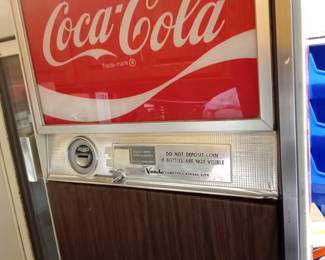 Coca-Cola
Trade-mark ®
DO NOT DEPOSIT COIN
IF BOTTLES ARE NOT VISIBLE
Vendo